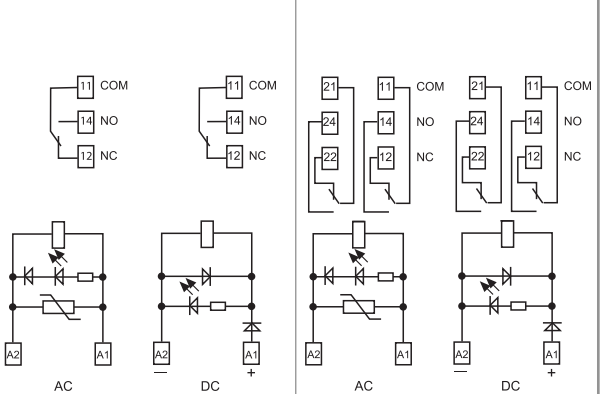 11 COM
14 NO
12 NC
A2 A1
AC
11 COM
14 NO
12 NC
A2 A1
— +
DC
21 11 COM
24 14 NO
22 12 NC
A2 A1
AC
21 11 COM
24 14 NO
22 12 NC
A2 A1
— +
DC